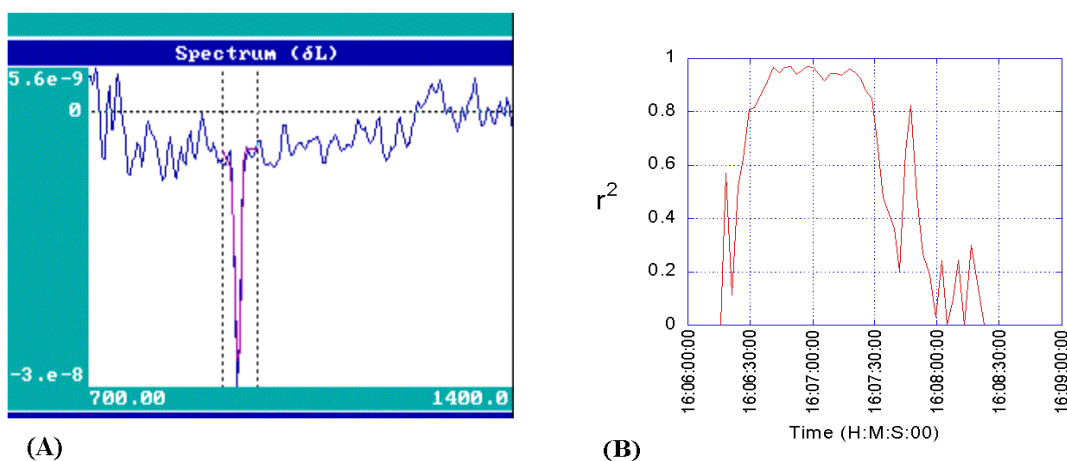 Spectrum (δL)
5.6e-9
0
-3.e-8
700.00 1400.0
(A)
1
0.8
0.6
0.4
0.2
0
r²
16:06:00:00
16:06:30:00
16:07:00:00
16:07:30:00
16:08:00:00
16:08:30:00
16:09:00:00
Time (H:M:S:00)
(B)